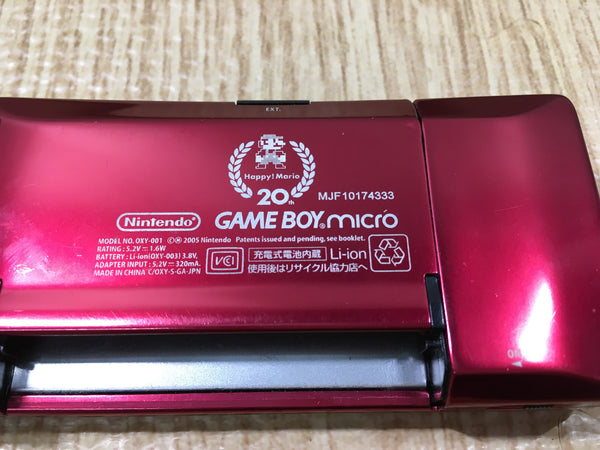 EXT.
Happy! Mario
20th
MJF10174333
Nintendo
GAME BOY micro
MODEL NO. OXY-001 ©Ⓜ 2005 Nintendo Patents issued and pending, see booklet.
RATING : 5.2V⎓1.6W
BATTERY : Li-ion(OXY-003) 3.8V.
ADAPTER INPUT : 5.2V⎓320mA.
MADE IN CHINA C/OXY-S-GA-JPN
VCI
充電式電池内蔵 Li-ion
使用後はリサイクル協力店へ